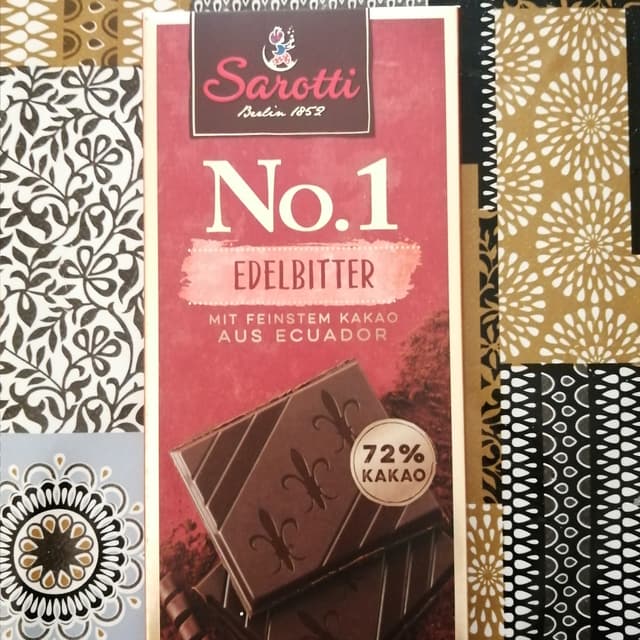 Sarotti
Berlin 1852
No.1
EDELBITTER
MIT FEINSTEM KAKAO
AUS ECUADOR
72%
KAKAO